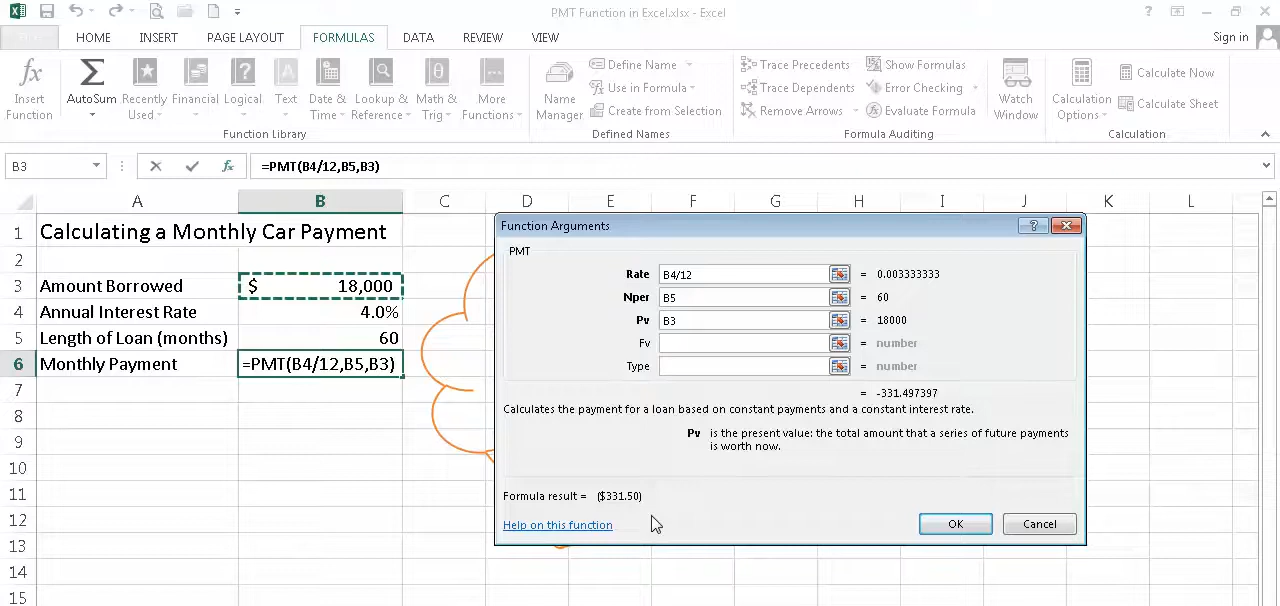 PMT Function in Excel.xlsx - Excel
HOME INSERT PAGE LAYOUT FORMULAS DATA REVIEW VIEW Sign in
fx Insert Function
AutoSum
Recently Used
Financial
Logical
Text
Date & Time
Lookup & Reference
Math & Trig
More Functions
Function Library
Name Manager
Define Name
Use in Formula
Create from Selection
Defined Names
Trace Precedents
Trace Dependents
Remove Arrows
Show Formulas
Error Checking
Evaluate Formula
Formula Auditing
Watch Window
Calculation Options
Calculate Now
Calculate Sheet
Calculation
B3 fx =PMT(B4/12,B5,B3)
A B C D E F G H I J K L
1 Calculating a Monthly Car Payment
2
3 Amount Borrowed $ 18,000
4 Annual Interest Rate 4.0%
5 Length of Loan (months) 60
6 Monthly Payment =PMT(B4/12,B5,B3)
7
8
9
10
11
12
13
14
15
Function Arguments
PMT
Rate B4/12 = 0.003333333
Nper B5 = 60
Pv B3 = 18000
Fv = number
Type = number
= -331.497397
Calculates the payment for a loan based on constant payments and a constant interest rate.
Pv is the present value: the total amount that a series of future payments
is worth now.
Formula result = ($331.50)
Help on this function
OK Cancel